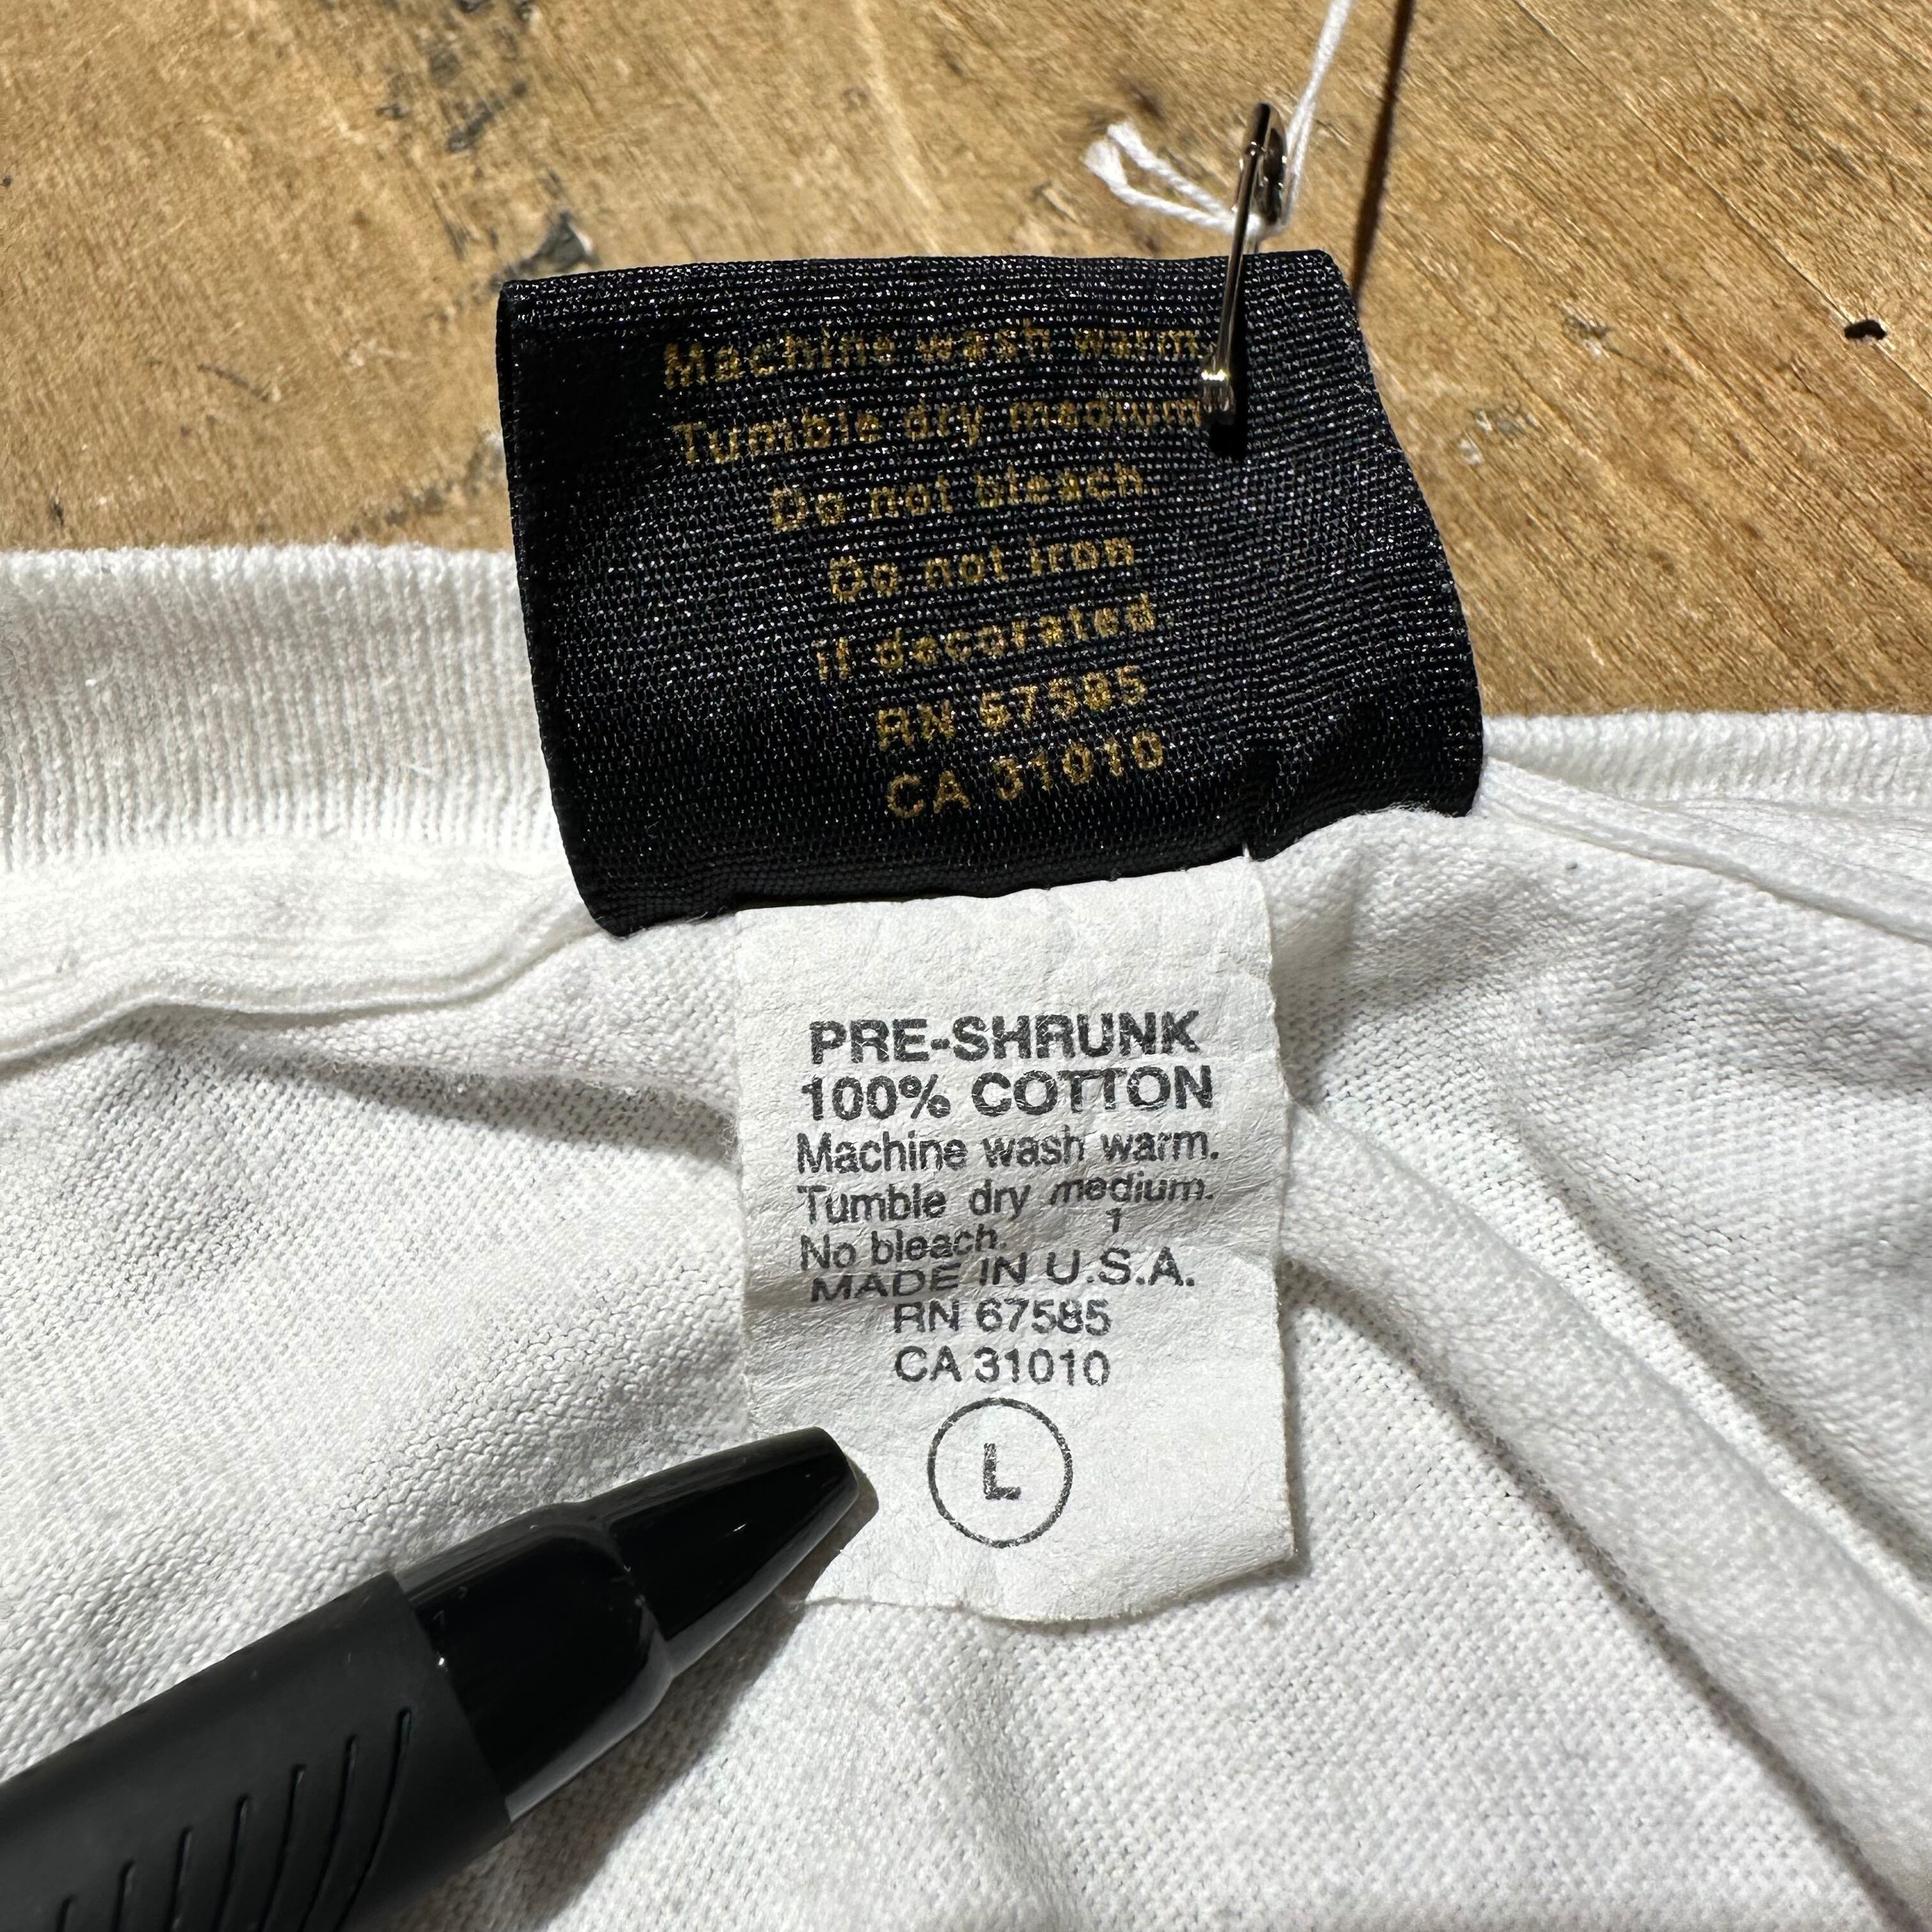 Machine wash warm
Tumble dry medium
Do not bleach.
Do not iron
if decorated.
RN 67585
CA 31010
PRE-SHRUNK
100% COTTON
Machine wash warm.
Tumble dry medium.
No bleach. 1
MADE IN U.S.A.
RN 67585
CA 31010
L